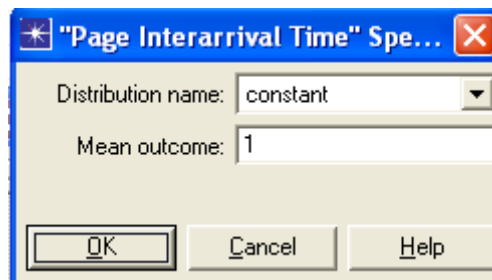 "Page Interarrival Time" Spe...
Distribution name: constant
Mean outcome: 1
OK Cancel Help